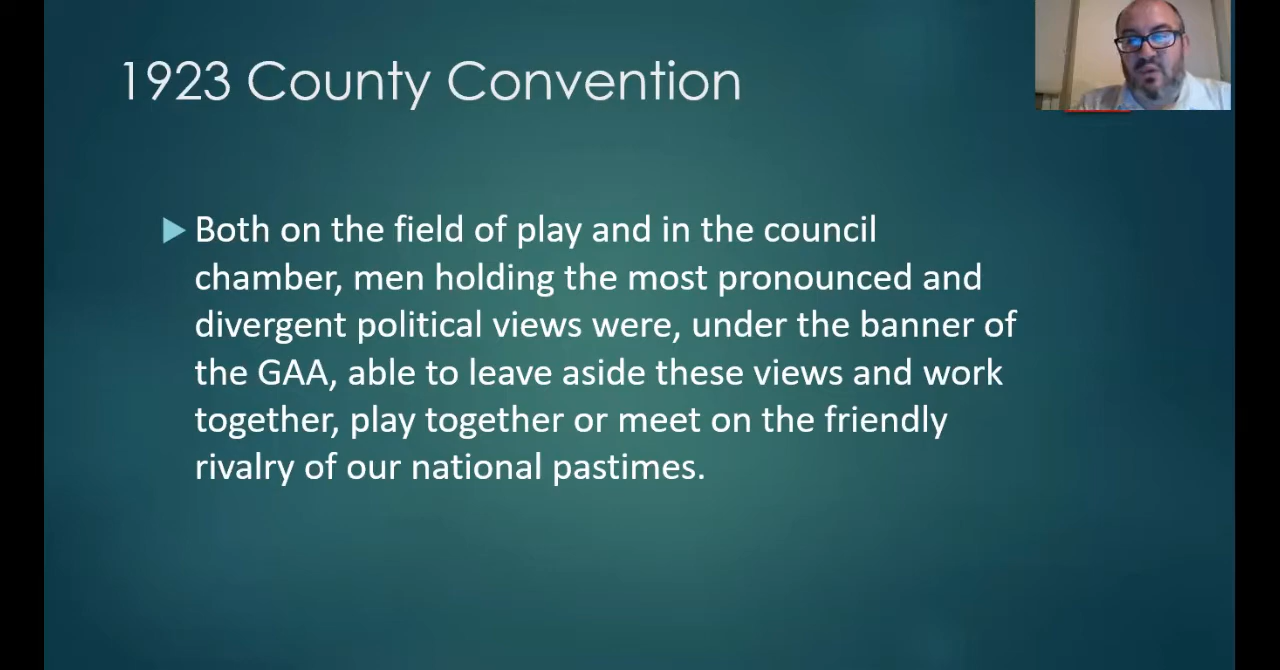 1923 County Convention
Both on the field of play and in the council
chamber, men holding the most pronounced and
divergent political views were, under the banner of
the GAA, able to leave aside these views and work
together, play together or meet on the friendly
rivalry of our national pastimes.